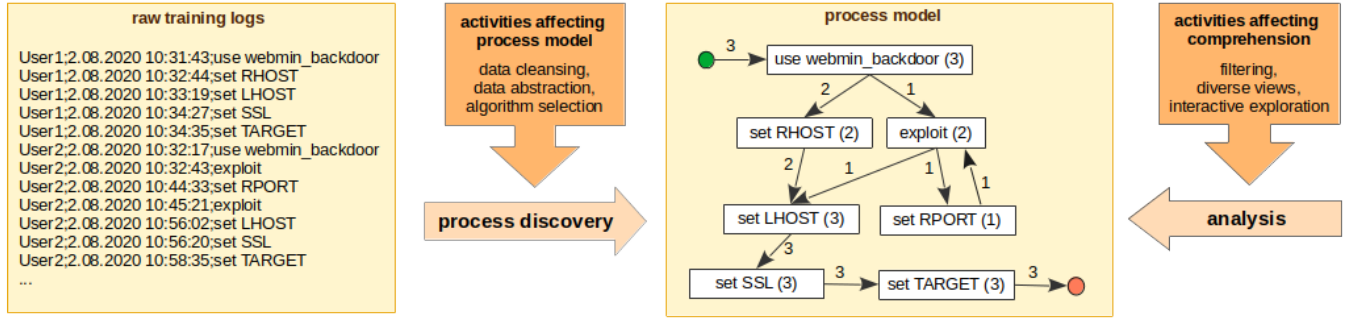 raw training logs
User1;2.08.2020 10:31:43;use webmin_backdoor
User1;2.08.2020 10:32:44;set RHOST
User1;2.08.2020 10:33:19;set LHOST
User1;2.08.2020 10:34:27;set SSL
User1;2.08.2020 10:34:35;set TARGET
User2;2.08.2020 10:32:17;use webmin_backdoor
User2;2.08.2020 10:32:43;exploit
User2;2.08.2020 10:44:33;set RPORT
User2;2.08.2020 10:45:21;exploit
User2;2.08.2020 10:56:02;set LHOST
User2;2.08.2020 10:56:20;set SSL
User2;2.08.2020 10:58:35;set TARGET
...
activities affecting
process model
data cleansing,
data abstraction,
algorithm selection
process discovery
process model
3
use webmin_backdoor (3)
2
1
set RHOST (2)
exploit (2)
2
1
1
1
set LHOST (3)
set RPORT (1)
3
set SSL (3)
3
set TARGET (3)
3
activities affecting
comprehension
filtering,
diverse views,
interactive exploration
analysis